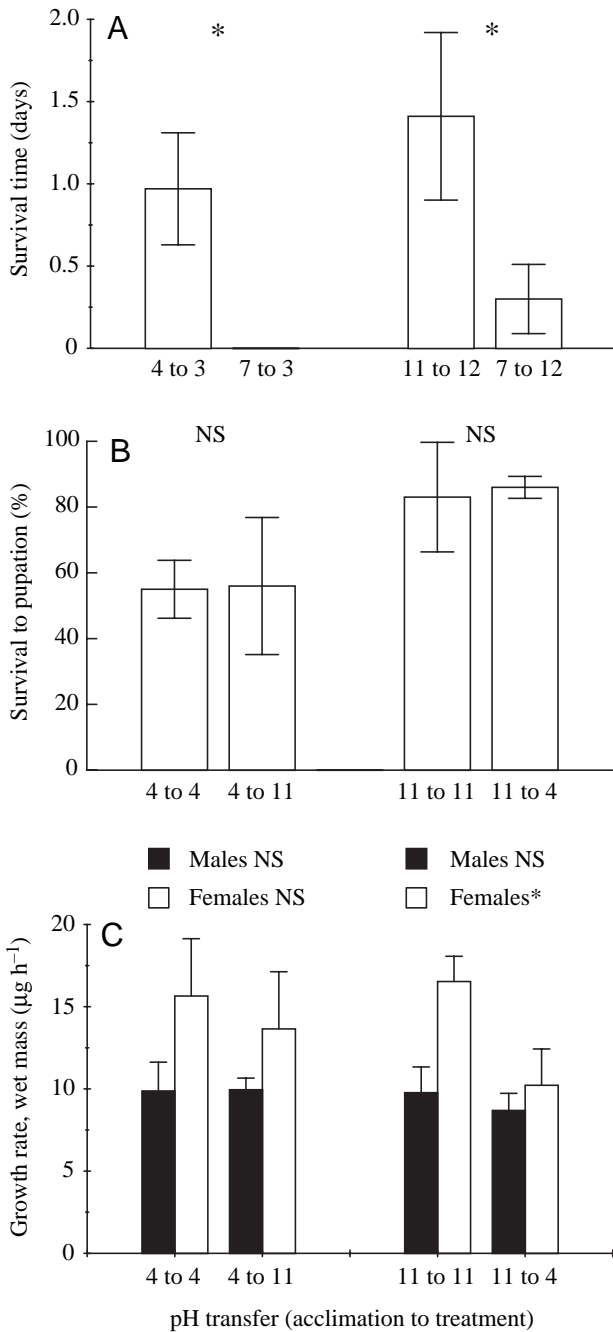 A
*
*
Survival time (days)
2.0
1.5
1.0
0.5
0
4 to 3
7 to 3
11 to 12
7 to 12
B
NS
NS
Survival to pupation (%)
100
80
60
40
20
0
4 to 4
4 to 11
11 to 11
11 to 4
Males NS
Females NS
Males NS
Females*
C
Growth rate, wet mass (µg h⁻¹)
20
15
10
5
0
4 to 4
4 to 11
11 to 11
11 to 4
pH transfer (acclimation to treatment)